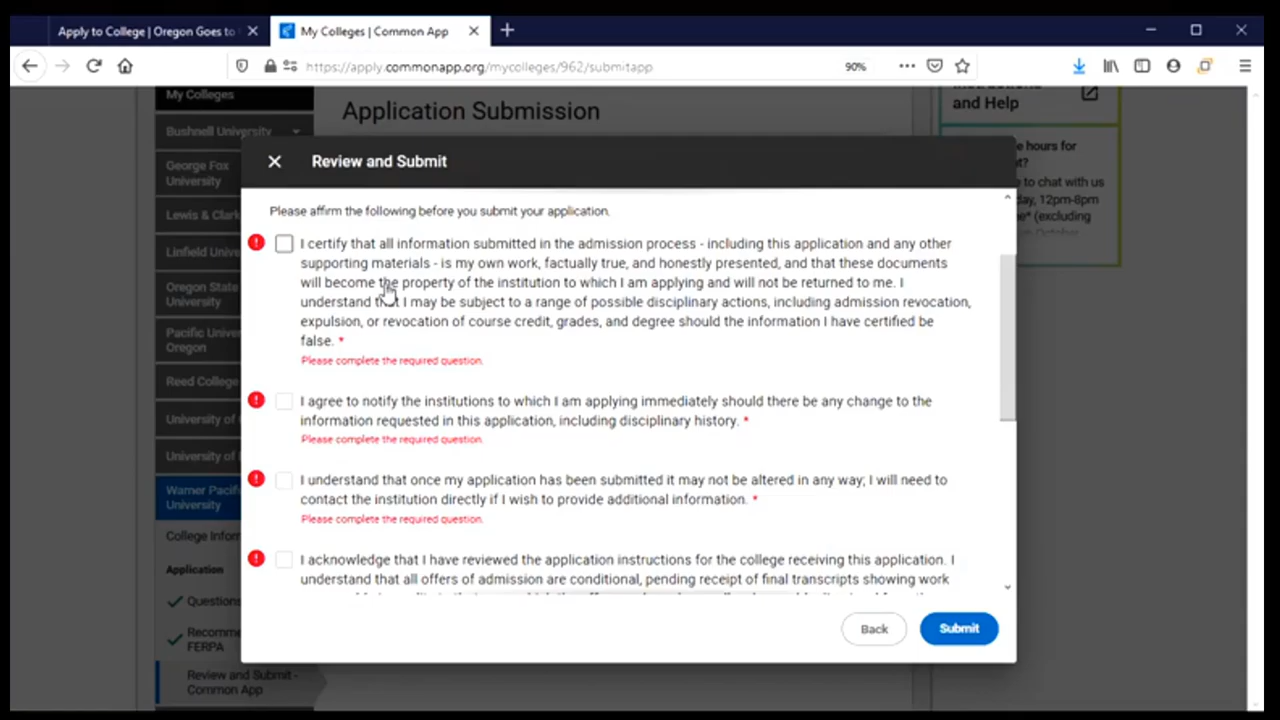 Apply to College | Oregon Goes to
My Colleges | Common App
https://apply.commonapp.org/mycolleges/962/submitapp
90%
My Colleges
Bushnell University
George Fox
University
Lewis & Clark
Linfield
Oregon State
University
Pacific
Oregon
Reed College
University of
University of
Warner Pacific
University
College
Application
Questions
FERPA
Review and Submit -
Common App
Application Submission
and Help
hours for
to chat with us
12pm-8pm
(excluding
October
Review and Submit
Please affirm the following before you submit your application.
I certify that all information submitted in the admission process - including this application and any other
supporting materials - is my own work, factually true, and honestly presented, and that these documents
will become the property of the institution to which I am applying and will not be returned to me. I
understand that I may be subject to a range of possible disciplinary actions, including admission revocation,
expulsion, or revocation of course credit, grades, and degree should the information I have certified be
false. *
Please complete the required question.
I agree to notify the institutions to which I am applying immediately should there be any change to the
information requested in this application, including disciplinary history. *
Please complete the required question.
I understand that once my application has been submitted it may not be altered in any way; I will need to
contact the institution directly if I wish to provide additional information. *
Please complete the required question.
I acknowledge that I have reviewed the application instructions for the college receiving this application. I
understand that all offers of admission are conditional, pending receipt of final transcripts showing work
Back
Submit